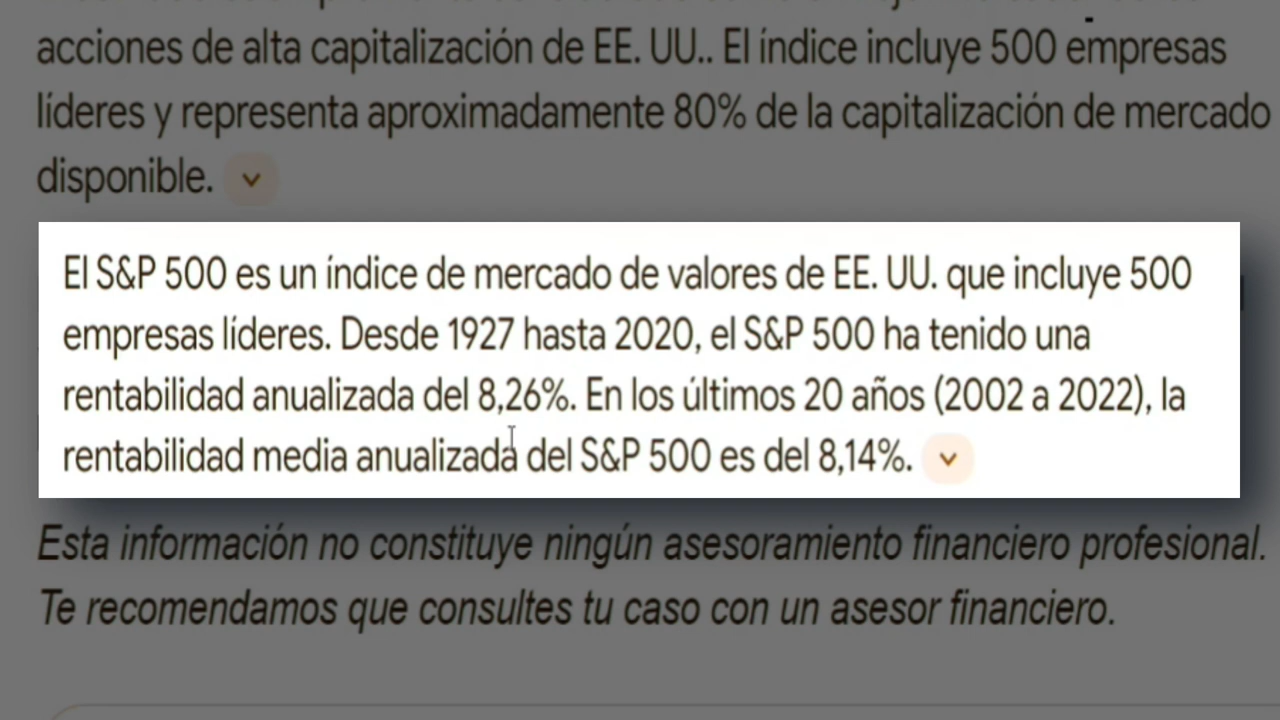 acciones de alta capitalización de EE. UU.. El índice incluye 500 empresas
líderes y representa aproximadamente 80% de la capitalización de mercado
disponible.
El S&P 500 es un índice de mercado de valores de EE. UU. que incluye 500
empresas líderes. Desde 1927 hasta 2020, el S&P 500 ha tenido una
rentabilidad anualizada del 8,26%. En los últimos 20 años (2002 a 2022), la
rentabilidad media anualizada del S&P 500 es del 8,14%.
Esta información no constituye ningún asesoramiento financiero profesional.
Te recomendamos que consultes tu caso con un asesor financiero.